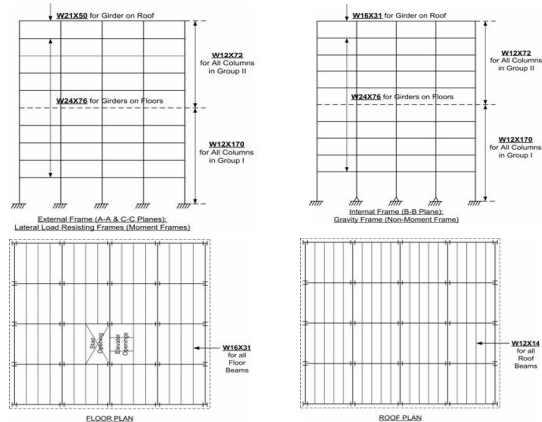 W21X50 for Girder on Roof
W12X72
for All Columns
in Group II
W24X76 for Girders on Floors
W12X170
for All Columns
in Group I
External Frame (A-A & C-C Planes):
Lateral Load Resisting Frames (Moment Frames)
W16X31 for Girder on Roof
W12X72
for All Columns
in Group II
W24X76 for Girders on Floors
W12X170
for All Columns
in Group I
Internal Frame (B-B Plane):
Gravity Frame (Non-Moment Frame)
Stair
Opening
Elevator
Openings
W16X31
for all
Floor
Beams
FLOOR PLAN
W12X14
for all
Roof
Beams
ROOF PLAN